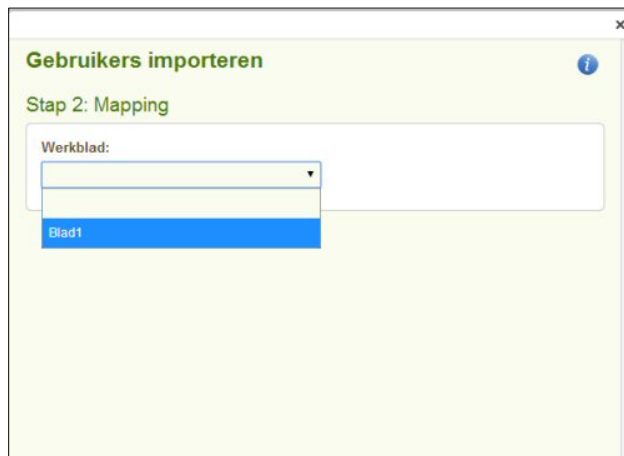 x
Gebruikers importeren
i
Stap 2: Mapping
Werkblad:
Blad1